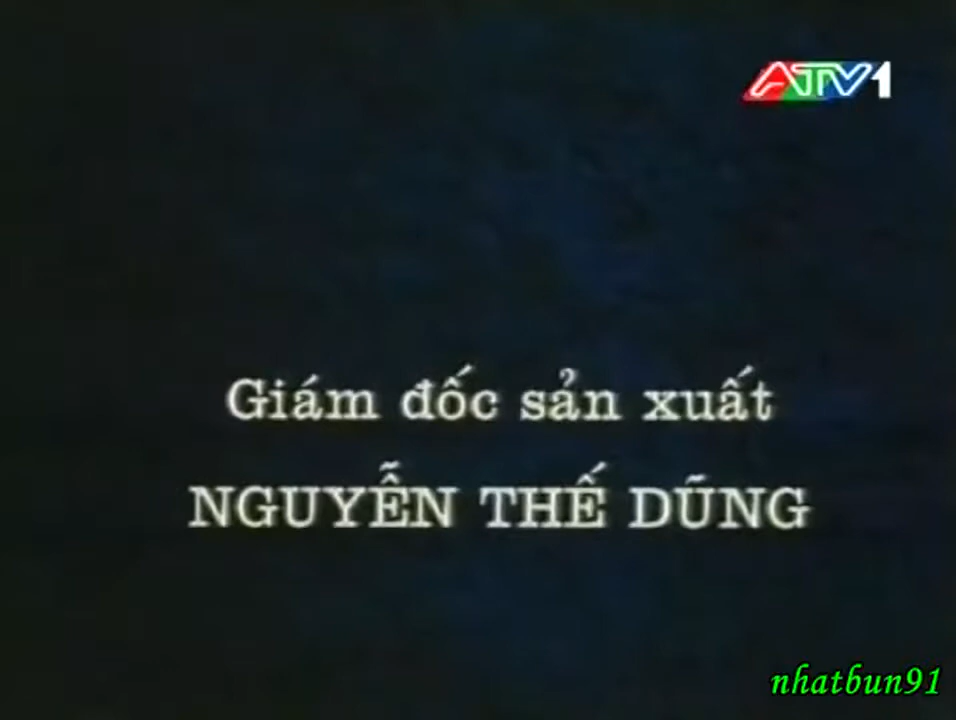 ATV1
Giám đốc sản xuất
NGUYỄN THẾ DŨNG
nhatbun91